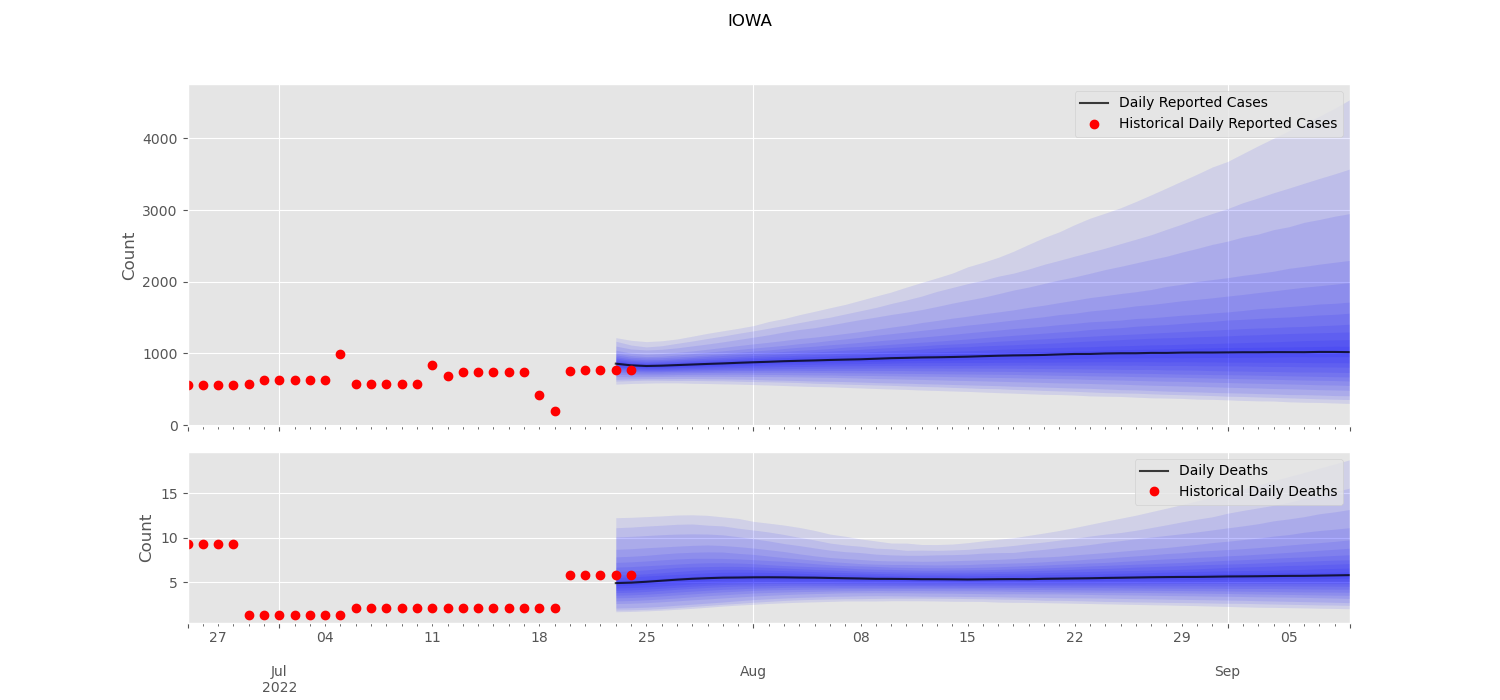 IOWA
4000
3000
2000
1000
0
Count
Daily Reported Cases
Historical Daily Reported Cases
15
10
5
Count
Daily Deaths
Historical Daily Deaths
27 04 11 18 25 08 15 22 29 05
Jul Aug Sep
2022